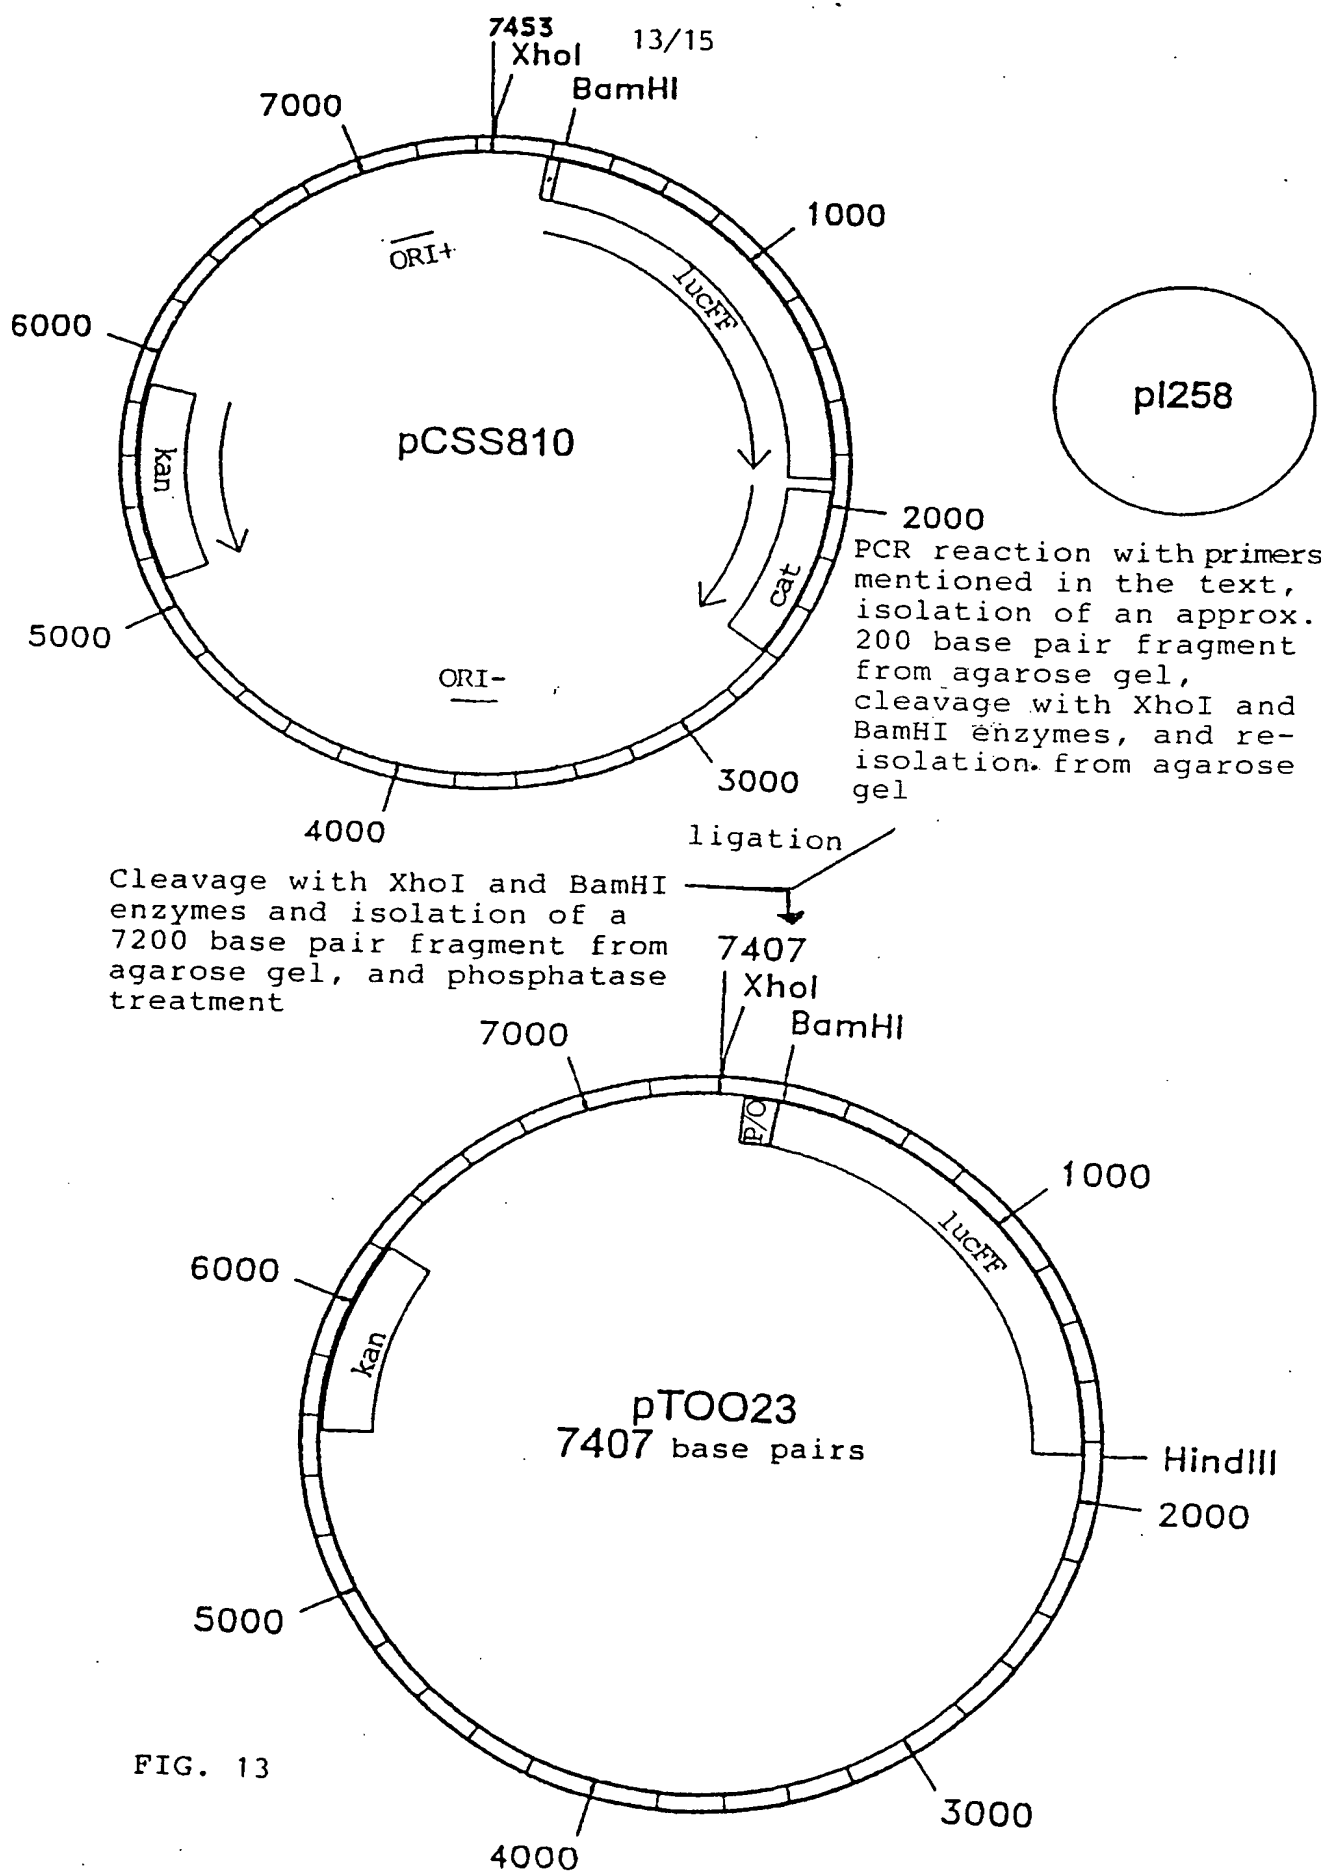 13/15
7453
XhoI
BamHI
7000
1000
ORI+
lucFF
6000
pCSS810
pI258
kan
2000
cat
5000
ORI-
3000
4000
PCR reaction with primers
mentioned in the text,
isolation of an approx.
200 base pair fragment
from agarose gel,
cleavage with XhoI and
BamHI enzymes, and re-
isolation from agarose
gel
ligation
Cleavage with XhoI and BamHI
enzymes and isolation of a
7200 base pair fragment from
agarose gel, and phosphatase
treatment
7407
XhoI
BamHI
7000
P/O
1000
lucFF
6000
kan
pTOO23
7407 base pairs
HindIII
2000
5000
3000
4000
FIG. 13